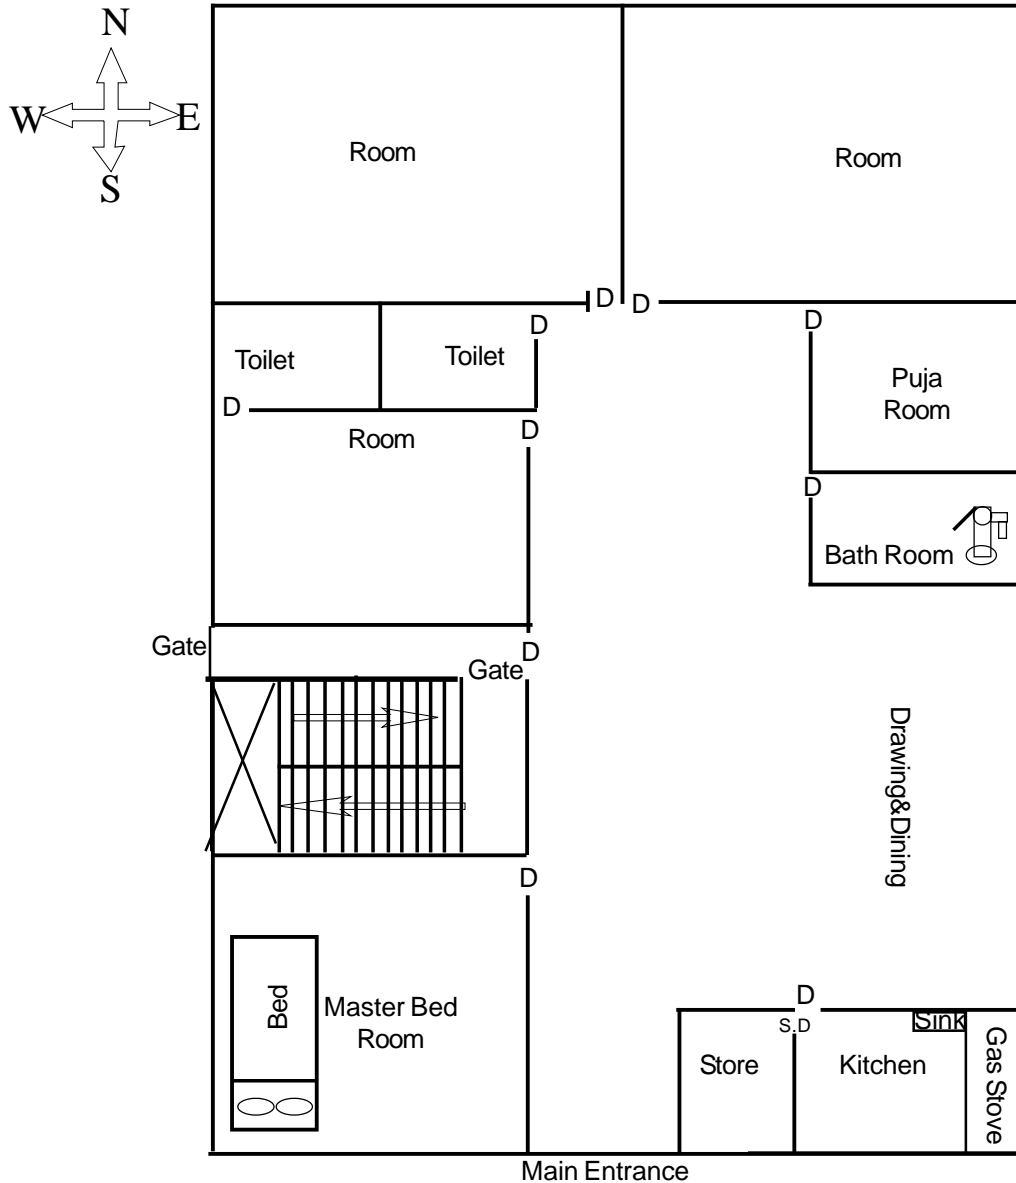 N
W
E
S
Room
Room
D
D
D
D
Toilet
Toilet
Puja
Room
D
D
Room
D
Bath Room
Gate
D
Gate
Drawing&Dining
D
Bed
Master Bed
Room
D
S.D
Sink
Store
Kitchen
Gas Stove
Main Entrance